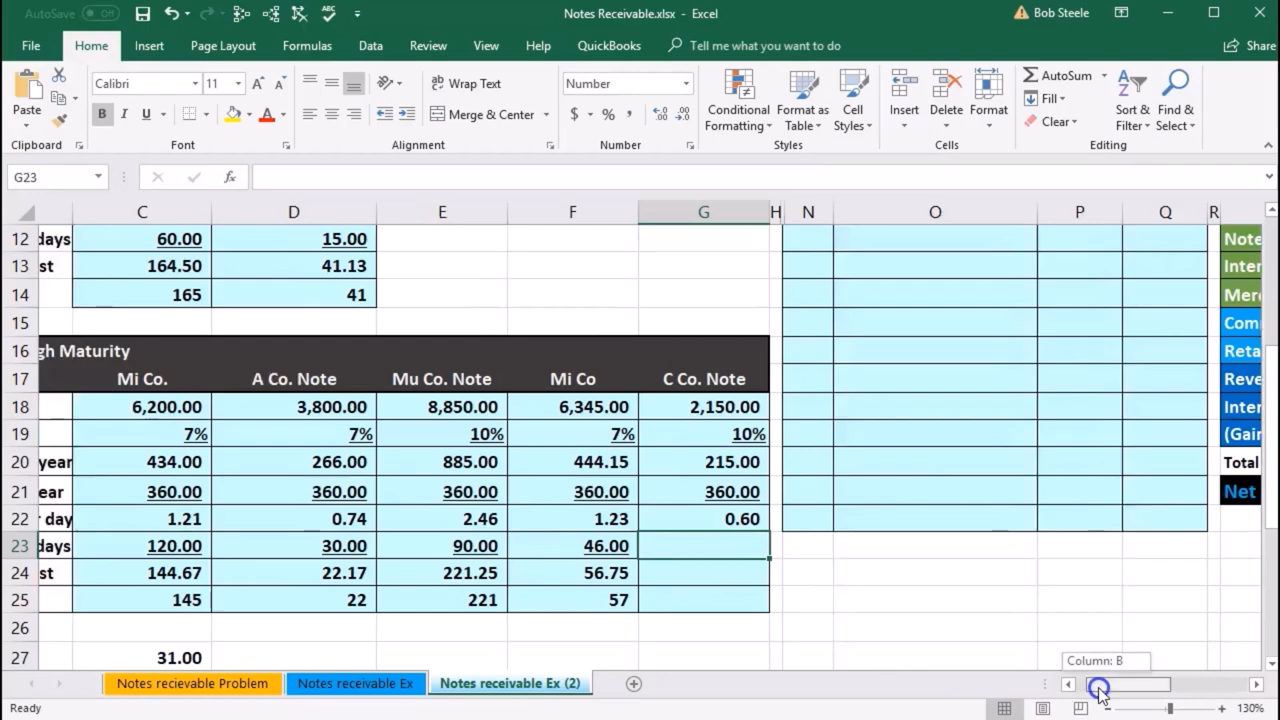 AutoSave Off Notes Receivable.xlsx - Excel Bob Steele
File Home Insert Page Layout Formulas Data Review View Help QuickBooks Tell me what you want to do Share
Paste Calibri 11 A A Wrap Text Number Conditional Formatting Format as Table Cell Styles Insert Delete Format AutoSum Sort & Filter Find & Select
B I U A Merge & Center $ % Fill Clear
Clipboard Font Alignment Number Styles Cells Editing
G23 fx
C D E F G H N O P Q R
12 days 60.00 15.00 Note
13 st 164.50 41.13 Inter
14 165 41 Merc
15 Com
16 gh Maturity Reta
17 Mi Co. A Co. Note Mu Co. Note Mi Co C Co. Note Reve
18 6,200.00 3,800.00 8,850.00 6,345.00 2,150.00 Inter
19 7% 7% 10% 7% 10% (Gain
20 year 434.00 266.00 885.00 444.15 215.00 Total
21 ear 360.00 360.00 360.00 360.00 360.00 Net
22 r day 1.21 0.74 2.46 1.23 0.60
23 days 120.00 30.00 90.00 46.00
24 st 144.67 22.17 221.25 56.75
25 145 22 221 57
26
27 31.00
Column: B
Notes recievable Problem Notes receivable Ex Notes receivable Ex (2)
Ready 130%